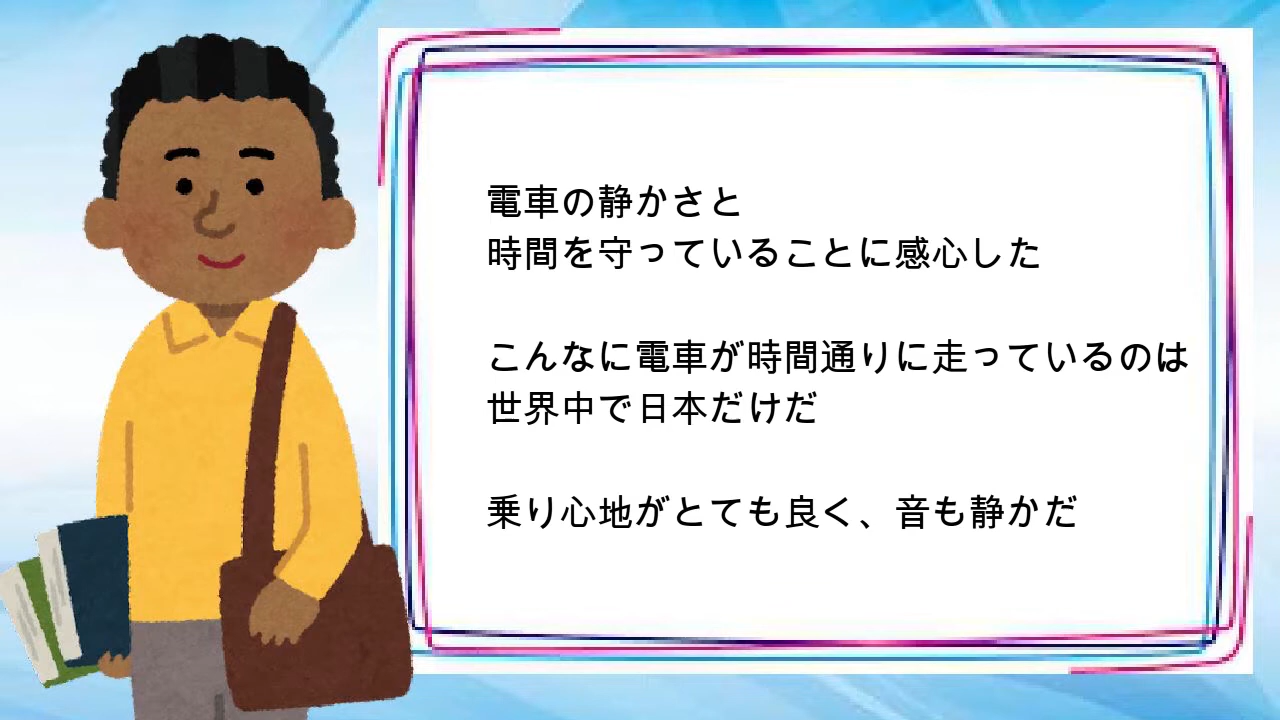 電車の静かさと
時間を守っていることに感心した
こんなに電車が時間通りに走っているのは
世界中で日本だけだ
乗り心地がとても良く、音も静かだ